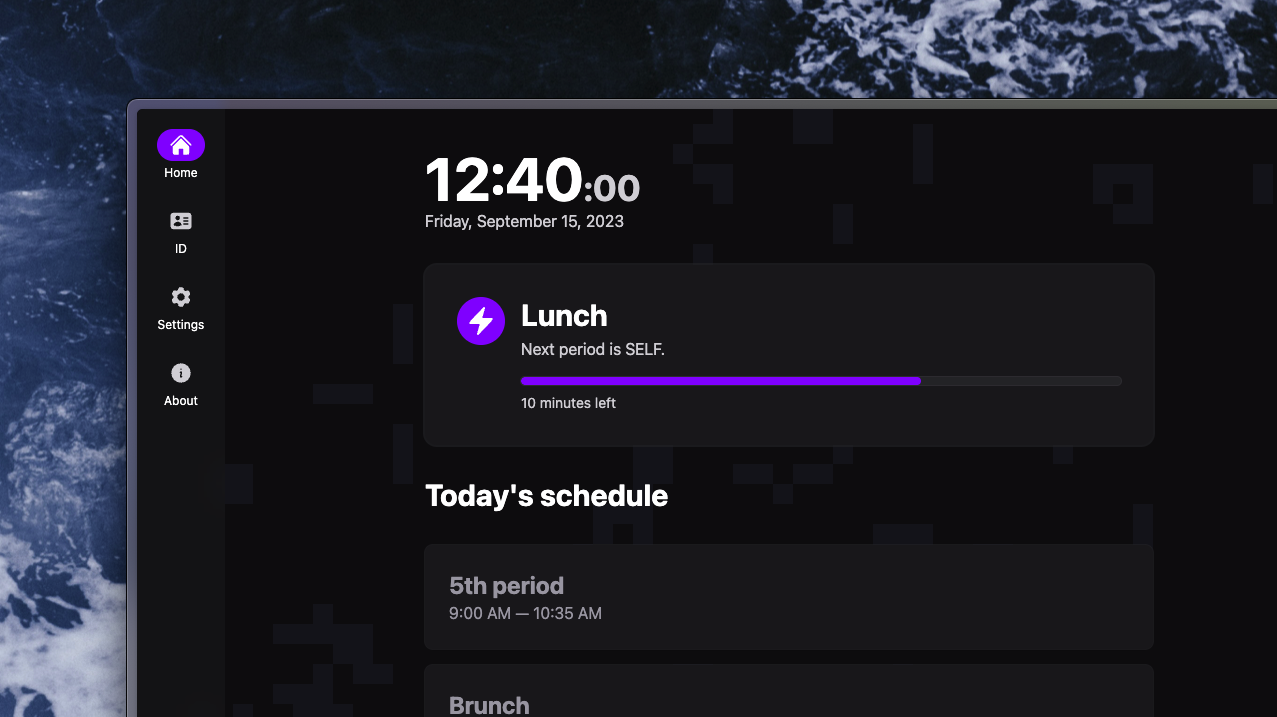 Home
ID
Settings
About
12:40:00
Friday, September 15, 2023
Lunch
Next period is SELF.
10 minutes left
Today's schedule
5th period
9:00 AM — 10:35 AM
Brunch